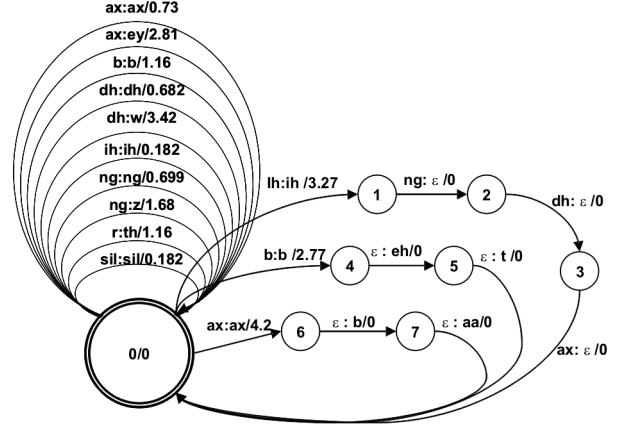 ax:ax/0.73
ax:ey/2.81
b:b/1.16
dh:dh/0.682
dh:w/3.42
ih:ih/0.182
ng:ng/0.699
ng:z/1.68
r:th/1.16
sil:sil/0.182
0/0
Ih:ih /3.27
1
ng: ε /0
2
dh: ε /0
3
b:b /2.77
4
ε : eh/0
5
ε : t /0
ax:ax/4.2
6
ε : b/0
7
ε : aa/0
ax: ε /0